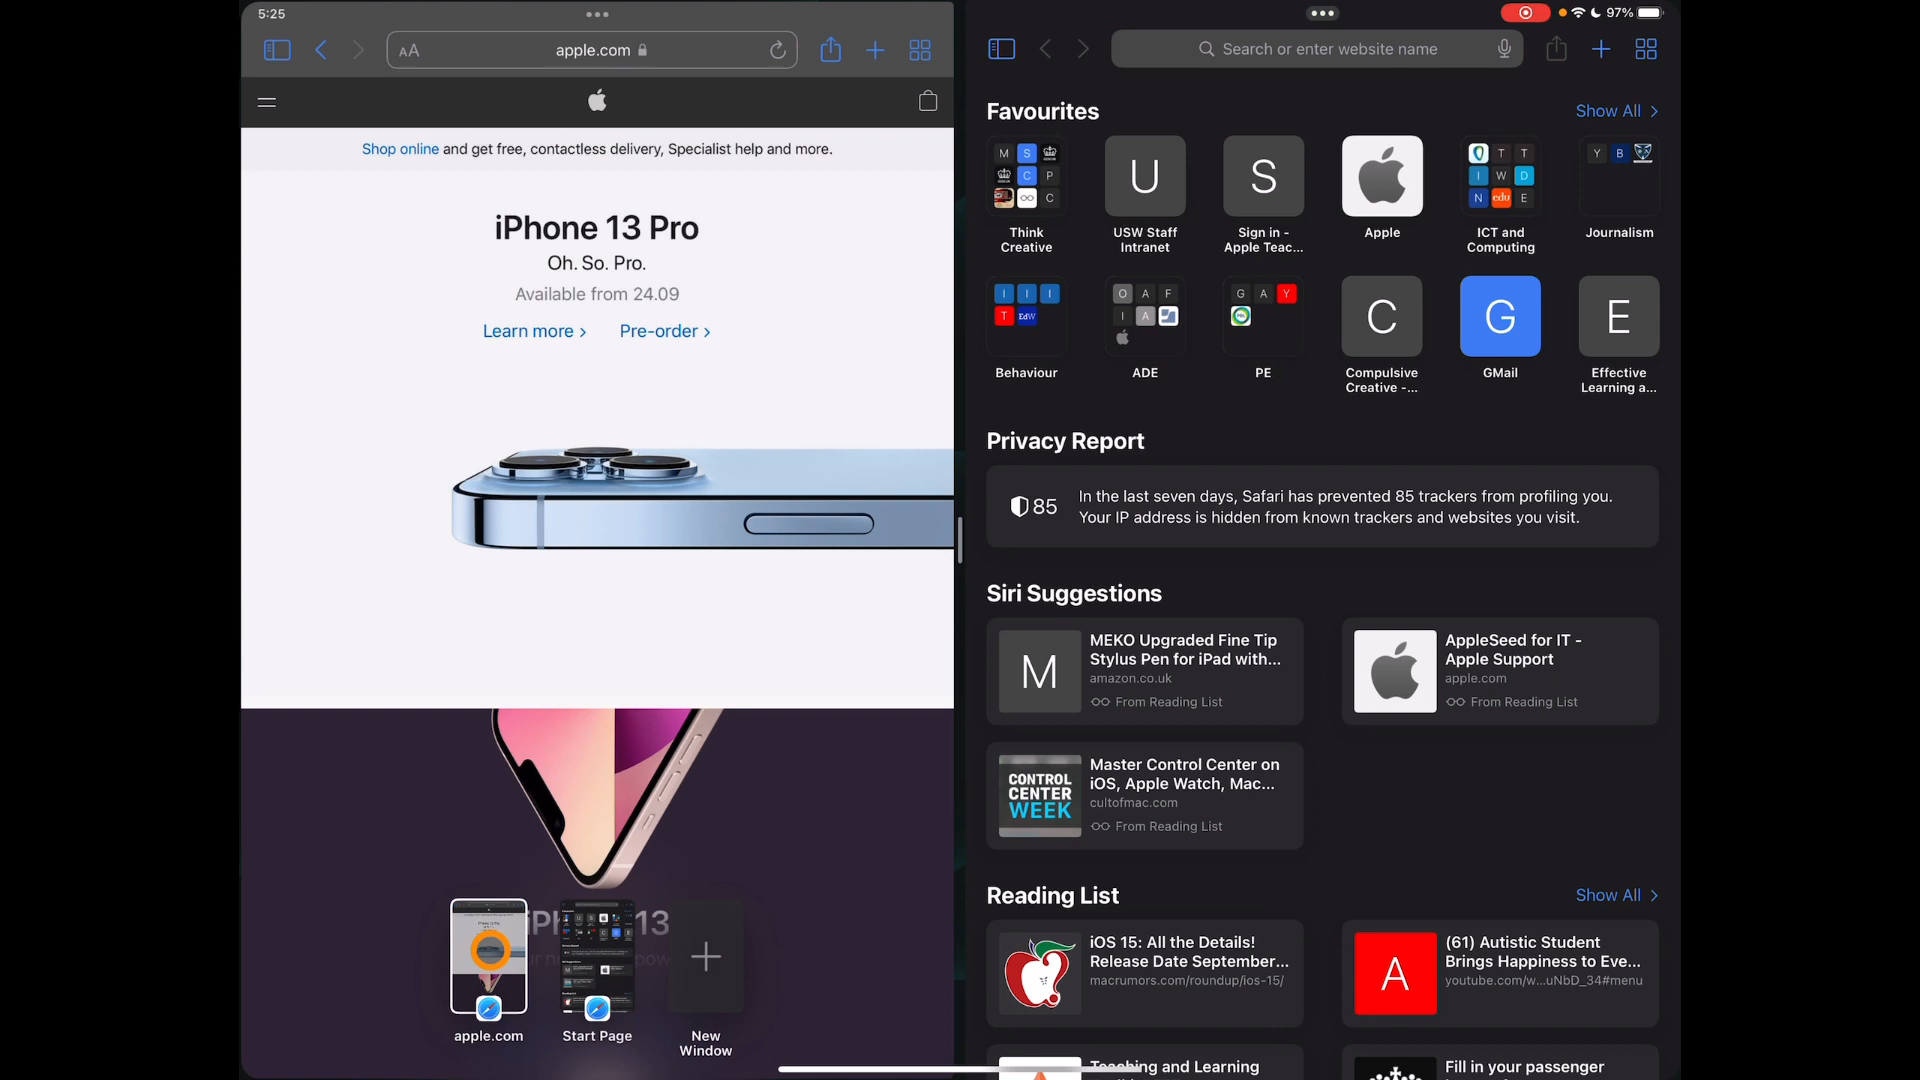 5:25
AA
apple.com
Shop online and get free, contactless delivery, Specialist help and more.
iPhone 13 Pro
Oh. So. Pro.
Available from 24.09
Learn more >
Pre-order >
iPhone 13
apple.com
Start Page
New
Window
97%
Search or enter website name
Favourites
Show All >
M S
C P
C
Think
Creative
U
USW Staff
Intranet
S
Sign in -
Apple Teac...
Apple
T T
I W D
N edu E
ICT and
Computing
Y B
Journalism
I I I
T EdW
Behaviour
O A F
I A
ADE
G A Y
PE
C
Compulsive
Creative -...
G
GMail
E
Effective
Learning a...
Privacy Report
85
In the last seven days, Safari has prevented 85 trackers from profiling you.
Your IP address is hidden from known trackers and websites you visit.
Siri Suggestions
M
MEKO Upgraded Fine Tip
Stylus Pen for iPad with...
amazon.co.uk
From Reading List
AppleSeed for IT -
Apple Support
apple.com
From Reading List
CONTROL
CENTER
WEEK
Master Control Center on
iOS, Apple Watch, Mac...
cultofmac.com
From Reading List
Reading List
Show All >
iOS 15: All the Details!
Release Date September...
macrumors.com/roundup/ios-15/
A
(61) Autistic Student
Brings Happiness to Eve...
youtube.com/w...uNbD_34#menu
Teaching and Learning
Fill in your passenger